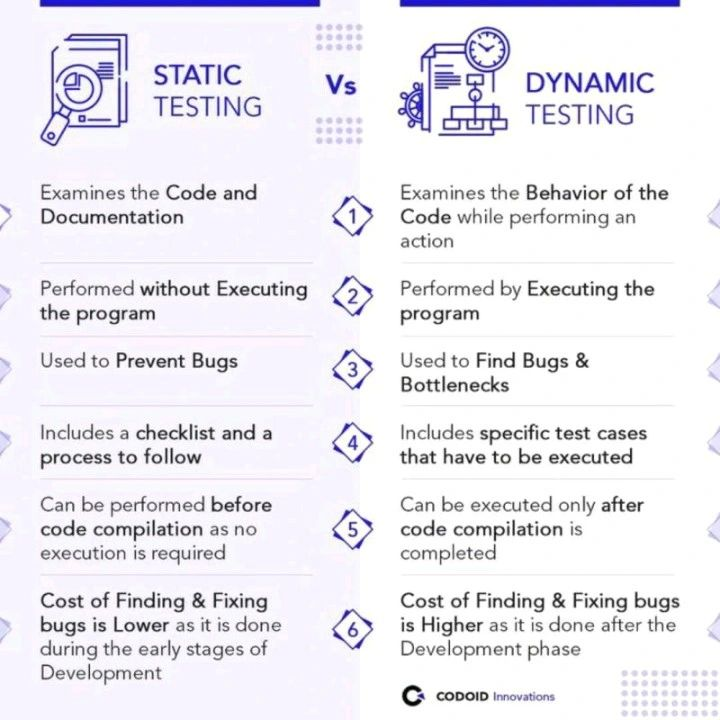 STATIC
TESTING
Vs
DYNAMIC
TESTING
Examines the Code and
Documentation
1
Examines the Behavior of the
Code while performing an
action
Performed without Executing
the program
2
Performed by Executing the
program
Used to Prevent Bugs
3
Used to Find Bugs &
Bottlenecks
Includes a checklist and a
process to follow
4
Includes specific test cases
that have to be executed
Can be performed before
code compilation as no
execution is required
5
Can be executed only after
code compilation is
completed
Cost of Finding & Fixing
bugs is Lower as it is done
during the early stages of
Development
6
Cost of Finding & Fixing bugs
is Higher as it is done after the
Development phase
CODOID Innovations